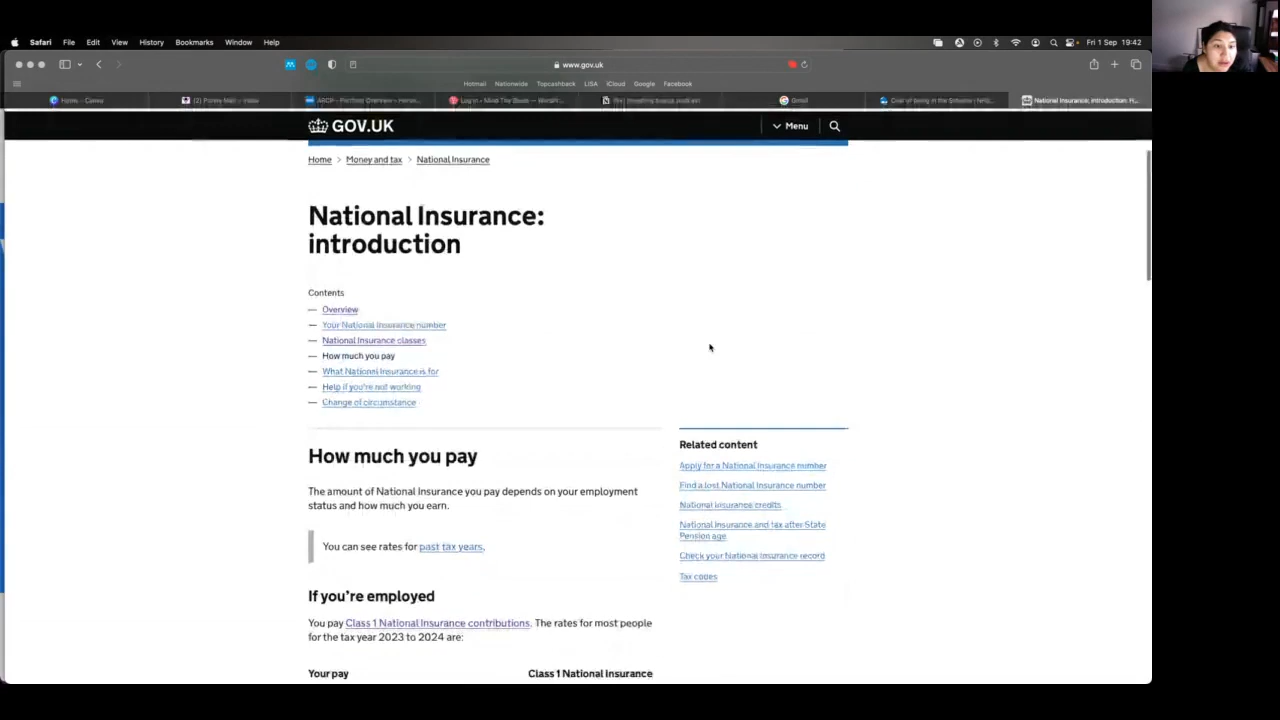 Safari File Edit View History Bookmarks Window Help Fri 1 Sep 19:42
www.gov.uk
Hotmail Nationwide Topcashback LISA iCloud Google Facebook
Home – Canva
Gmail
National Insurance: introduction: H...
GOV.UK Menu
Home > Money and tax > National Insurance
National Insurance:
introduction
Contents
— Overview
— Your National Insurance number
— National Insurance classes
— How much you pay
— What National Insurance is for
— Help if you're not working
— Change of circumstance
How much you pay
The amount of National Insurance you pay depends on your employment
status and how much you earn.
You can see rates for past tax years.
If you're employed
You pay Class 1 National Insurance contributions. The rates for most people
for the tax year 2023 to 2024 are:
Your pay Class 1 National Insurance
Related content
Apply for a National Insurance number
Find a lost National Insurance number
National Insurance credits
National Insurance and tax after State
Pension age
Check your National Insurance record
Tax codes